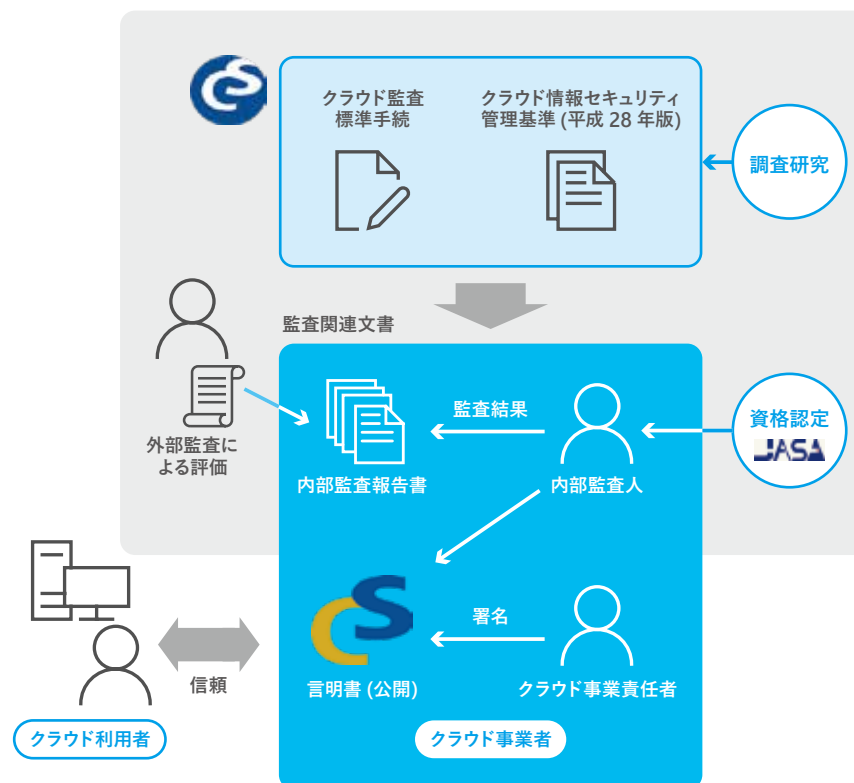 クラウド監査
標準手続
クラウド情報セキュリティ
管理基準 (平成 28 年版)
調査研究
監査関連文書
外部監査に
よる評価
監査結果
内部監査報告書
内部監査人
資格認定
JASA
署名
言明書 (公開)
クラウド事業責任者
信頼
クラウド利用者
クラウド事業者
CS
CS